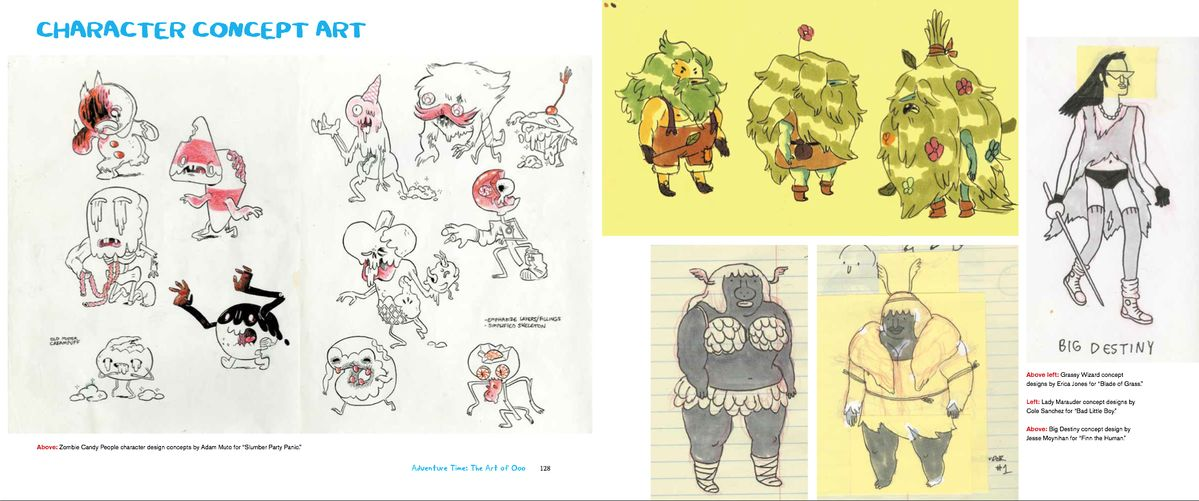 CHARACTER CONCEPT ART
OLD MISTER
CREAMPUFF
-EMPHASIZE LAYERS/FILLINGS
- SIMPLIFIED SKELETON
Above: Zombie Candy People character design concepts by Adam Muto for “Slumber Party Panic.”
Adventure Time: The Art of Ooo 128
#1
BIG DESTINY
Above left: Grassy Wizard concept
designs by Erica Jones for “Blade of Grass.”
Left: Lady Marauder concept designs by
Cole Sanchez for “Bad Little Boy.”
Above: Big Destiny concept design by
Jesse Moynihan for “Finn the Human.”